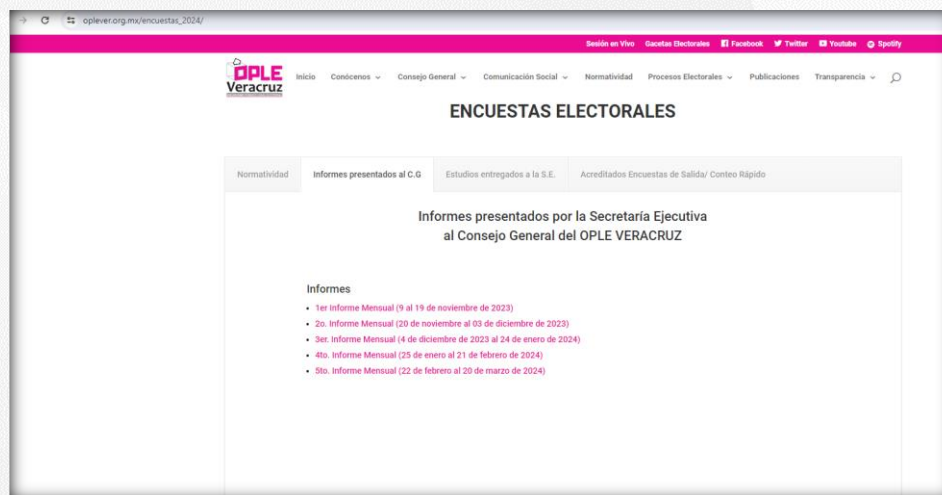 oplever.org.mx/encuestas_2024/
Sesión en Vivo Gacetas Electorales Facebook Twitter Youtube Spotify
OPLE
Veracruz
Inicio Conócenos Consejo General Comunicación Social Normatividad Procesos Electorales Publicaciones Transparencia
ENCUESTAS ELECTORALES
Normatividad Informes presentados al C.G Estudios entregados a la S.E. Acreditados Encuestas de Salida/ Conteo Rápido
Informes presentados por la Secretaría Ejecutiva
al Consejo General del OPLE VERACRUZ
Informes
1er Informe Mensual (9 al 19 de noviembre de 2023)
2o. Informe Mensual (20 de noviembre al 03 de diciembre de 2023)
3er. Informe Mensual (4 de diciembre de 2023 al 24 de enero de 2024)
4to. Informe Mensual (25 de enero al 21 de febrero de 2024)
5to. Informe Mensual (22 de febrero al 20 de marzo de 2024)